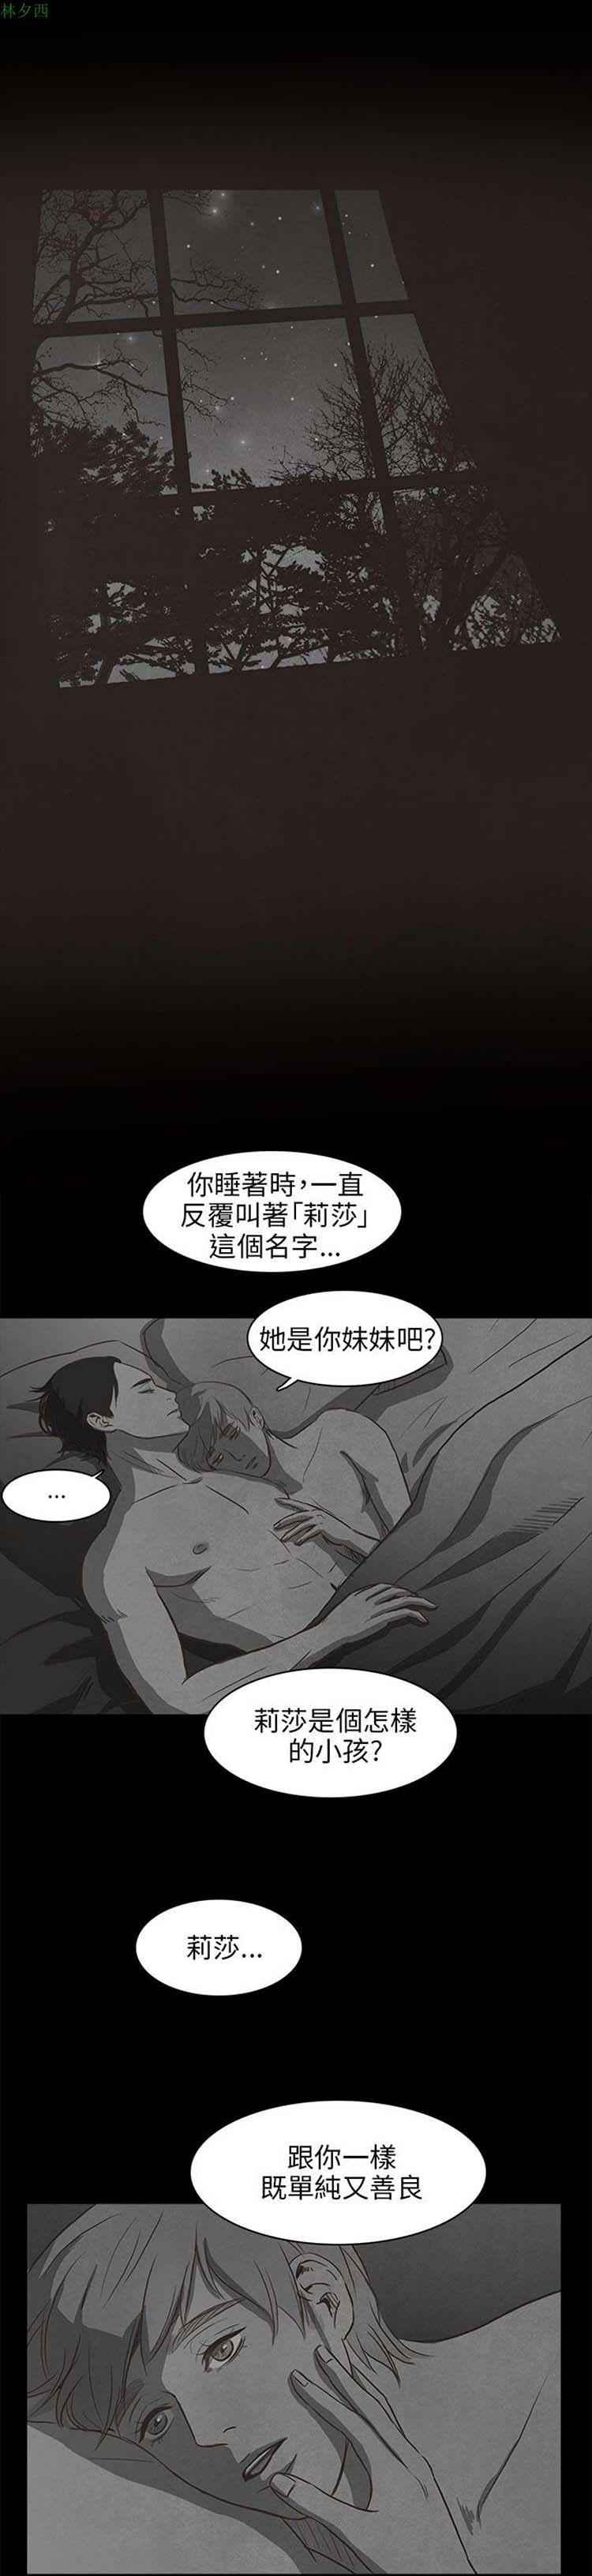 林夕西
你睡著時,一直
反覆叫著「莉莎」
這個名字...
她是你妹妹吧?
...
莉莎是個怎樣
的小孩?
莉莎...
跟你一樣
既單純又善良